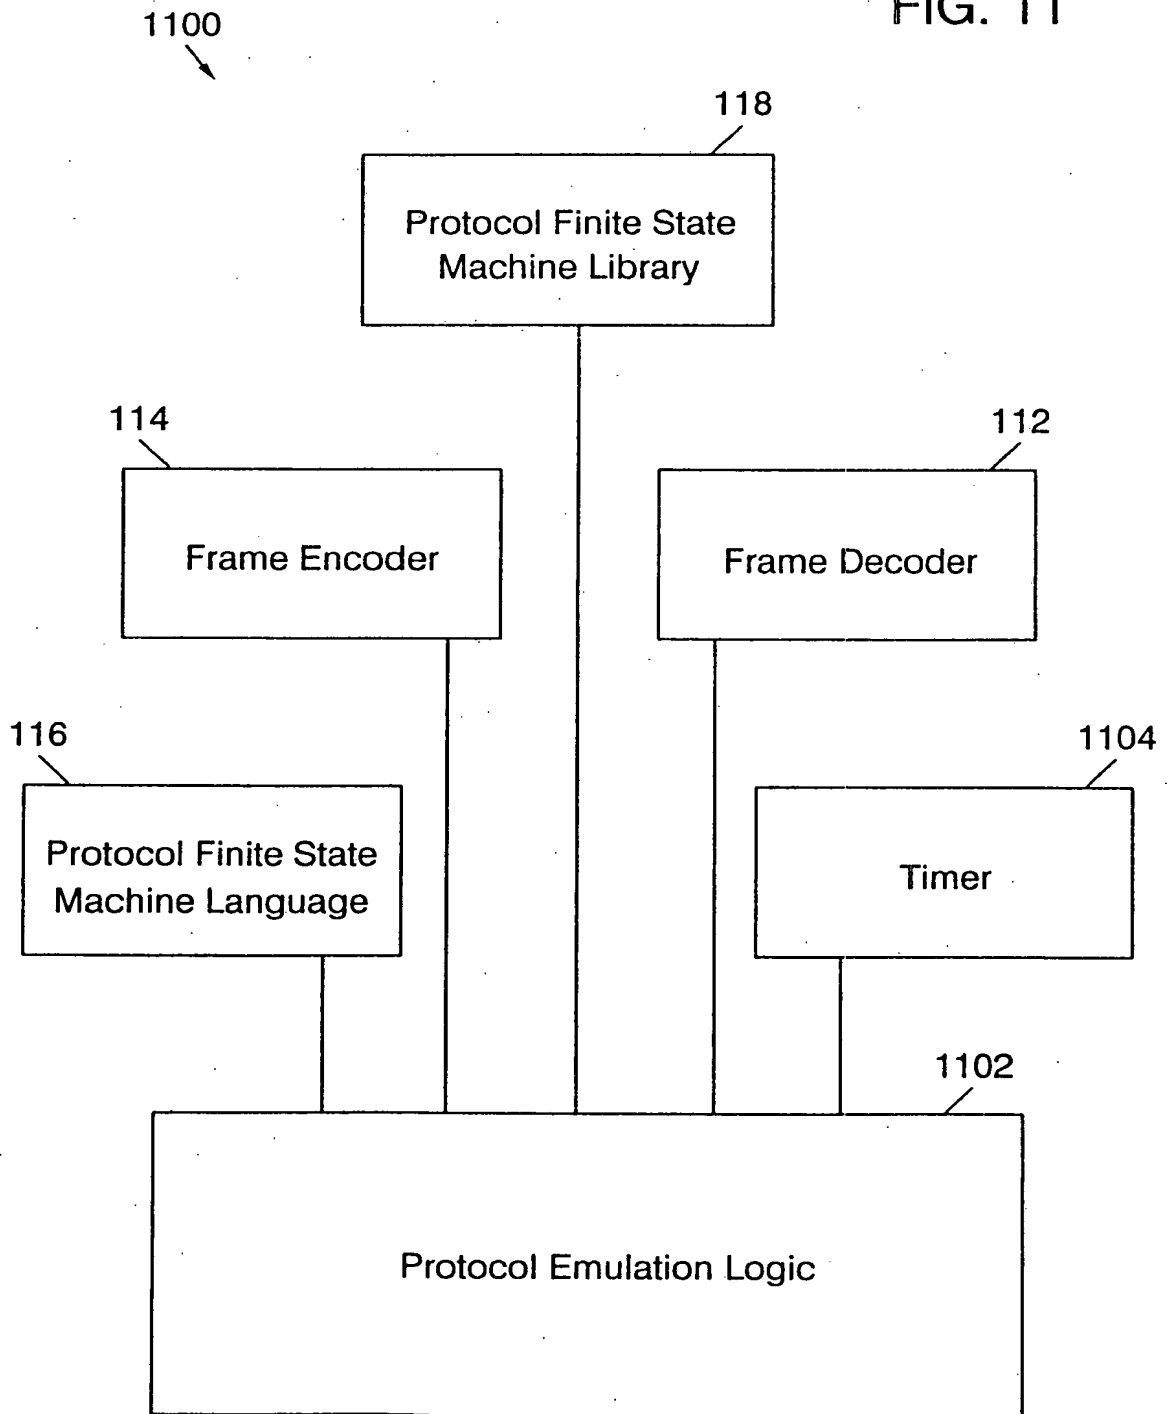 FIG. 11
1100
118
Protocol Finite State
Machine Library
114
112
Frame Encoder
Frame Decoder
116
1104
Protocol Finite State
Machine Language
Timer
1102
Protocol Emulation Logic